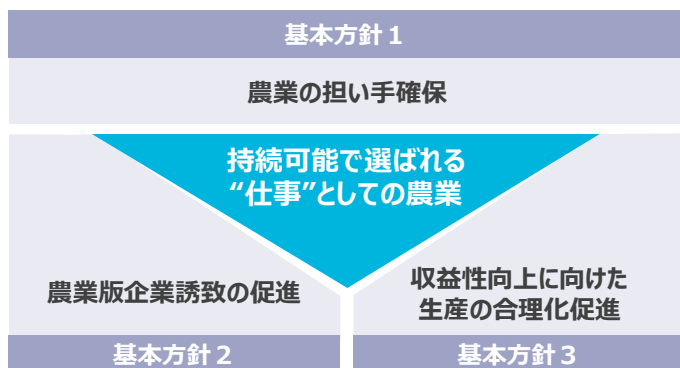 基本方針１
農業の担い手確保
持続可能で選ばれる
“仕事”としての農業
農業版企業誘致の促進
収益性向上に向けた
生産の合理化促進
基本方針２
基本方針３